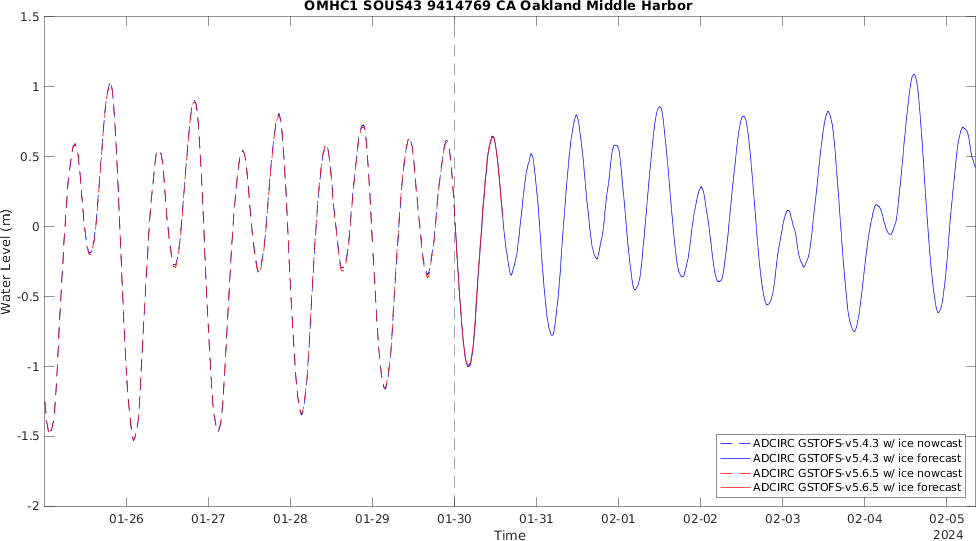 OMHC1 SOUS43 9414769 CA Oakland Middle Harbor
1.5
1
0.5
0
-0.5
-1
-1.5
-2
Water Level (m)
ADCIRC GSTOFS-v5.4.3 w/ ice nowcast
ADCIRC GSTOFS-v5.4.3 w/ ice forecast
ADCIRC GSTOFS-v5.6.5 w/ ice nowcast
ADCIRC GSTOFS-v5.6.5 w/ ice forecast
01-26 01-27 01-28 01-29 01-30 01-31 02-01 02-02 02-03 02-04 02-05
Time 2024